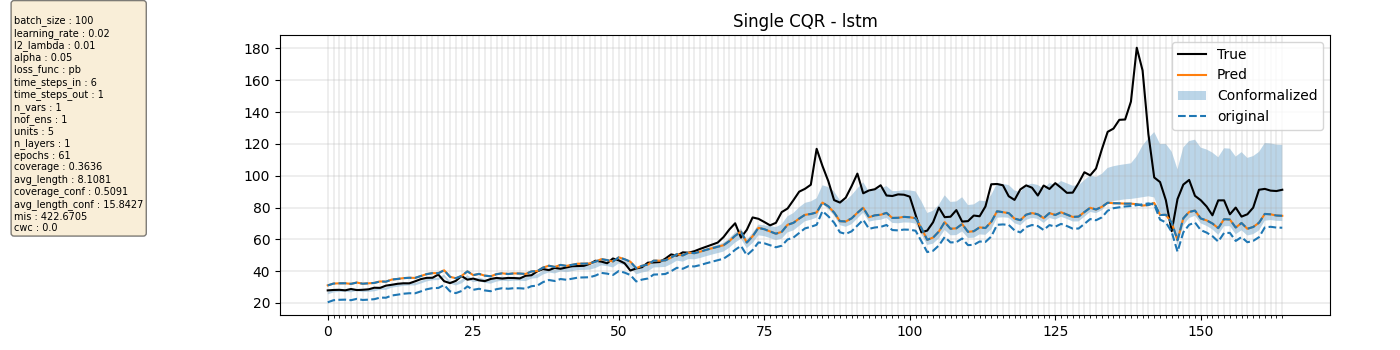 batch_size : 100
learning_rate : 0.02
l2_lambda : 0.01
alpha : 0.05
loss_func : pb
time_steps_in : 6
time_steps_out : 1
n_vars : 1
nof_ens : 1
units : 5
n_layers : 1
epochs : 61
coverage : 0.3636
avg_length : 8.1081
coverage_conf : 0.5091
avg_length_conf : 15.8427
mis : 422.6705
cwc : 0.0
Single CQR - lstm
180
160
140
120
100
80
60
40
20
True
Pred
Conformalized
original
0 25 50 75 100 125 150